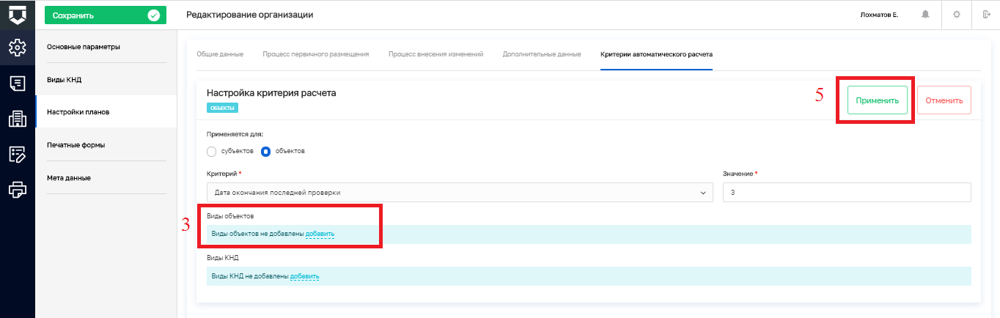 Сохранить
Редактирование организации
Лохматов Е.
Основные параметры
Виды КНД
Настройки планов
Печатные формы
Мета данные
Общие данные
Процесс первичного размещения
Процесс внесения изменений
Дополнительные данные
Критерии автоматического расчета
Настройка критерия расчета
ОБЪЕКТЫ
5
Применить
Отменить
Применяется для:
субъектов
объектов
Критерий *
Значение *
Дата окончания последней проверки
3
3
Виды объектов
Виды объектов не добавлены добавить
Виды КНД
Виды КНД не добавлены добавить